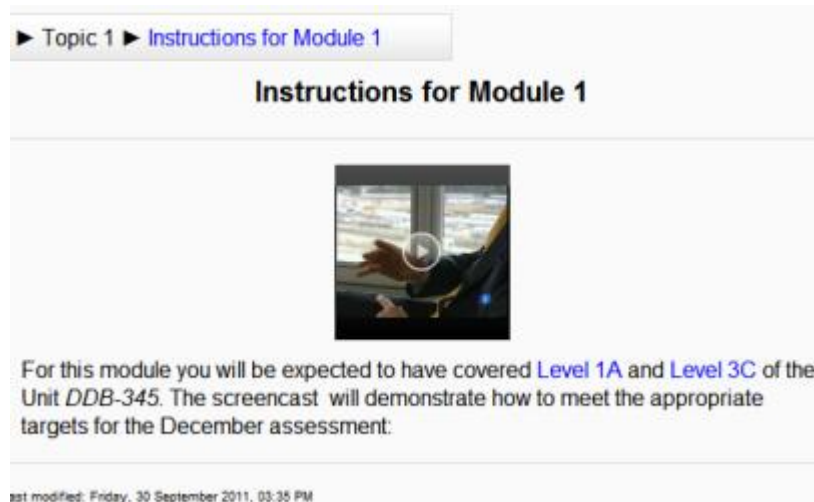 ► Topic 1 ► Instructions for Module 1
Instructions for Module 1
For this module you will be expected to have covered Level 1A and Level 3C of the
Unit DDB-345. The screencast will demonstrate how to meet the appropriate
targets for the December assessment:
ast modified: Friday, 30 September 2011, 03:35 PM